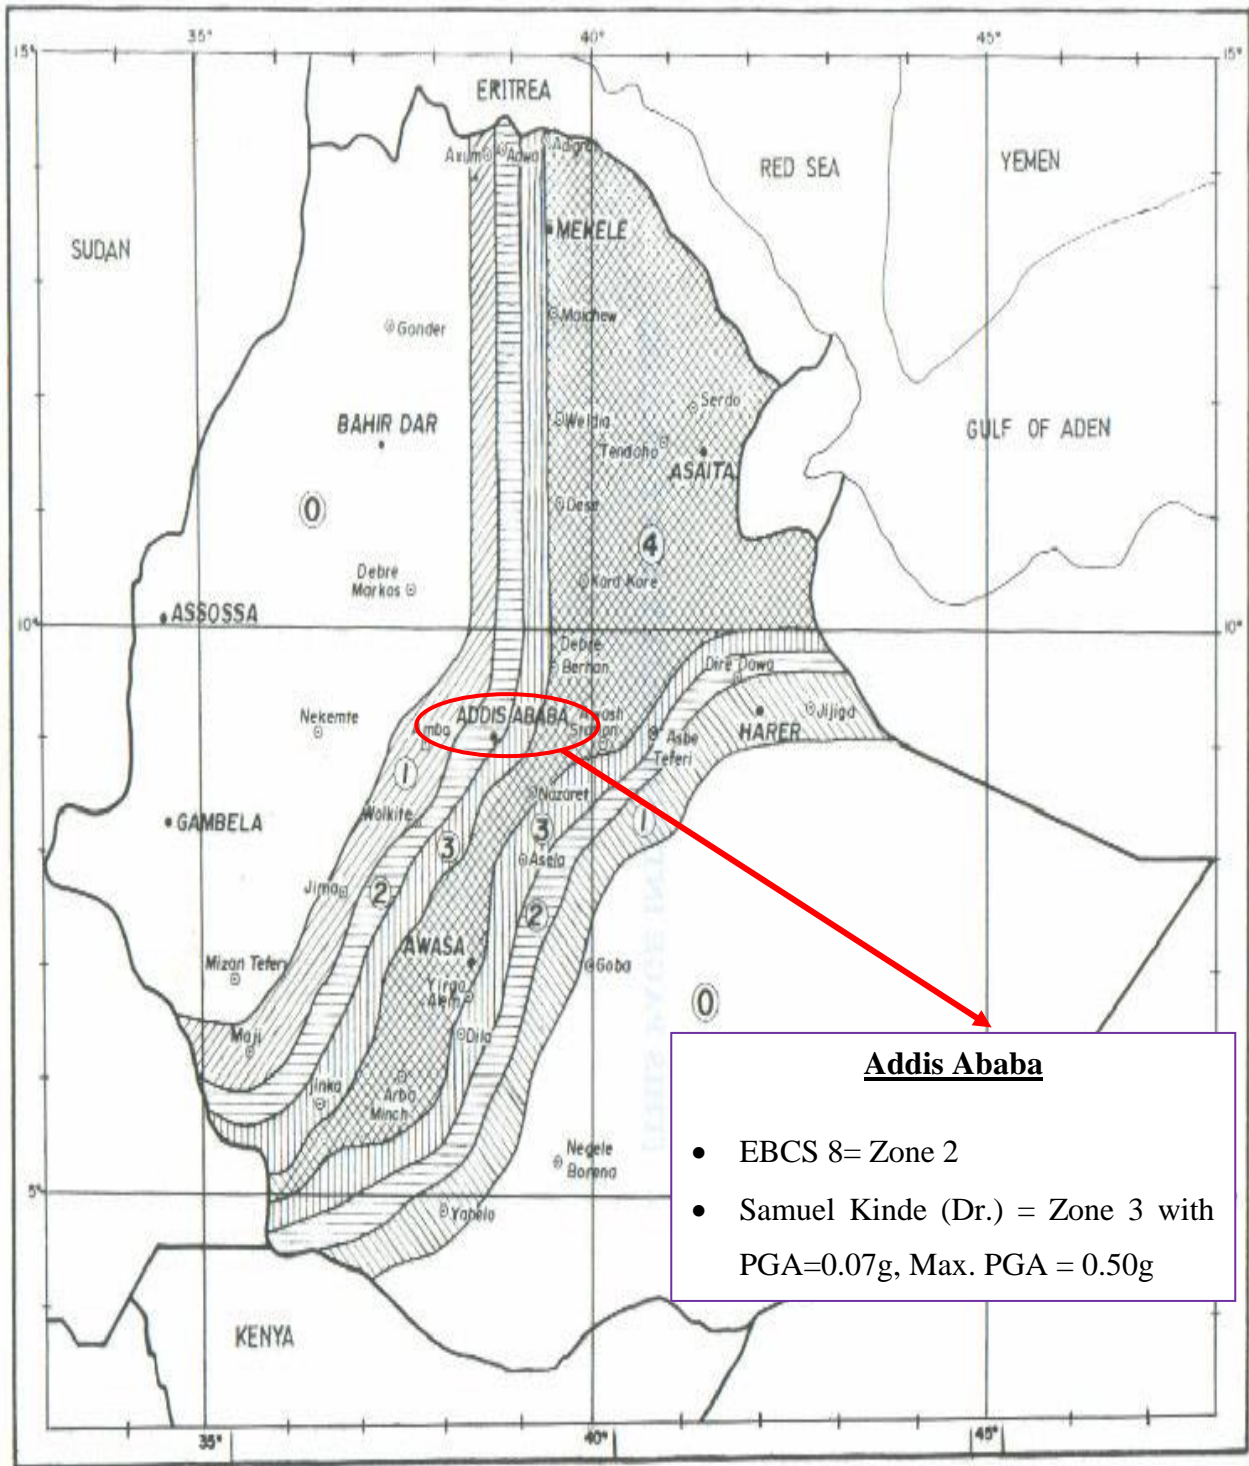 35°
40°
45°
15°
15°
ERITREA
Axum
Adwa
RED SEA
YEMEN
MEKELE
SUDAN
Maichew
Gonder
Serdo
BAHIR DAR
Weldia
GULF OF ADEN
Tendaho
ASAITA
0
Dese
4
Debre
Markos
Kara Kore
ASSOSSA
10°
10°
Debre
Berhan
Dire Dawa
Nekemte
ADDIS ABABA
Jijiga
HARER
Asbe
Teferi
1
Nazaret
Wolkite
GAMBELA
3
3
1
Asela
Jima
2
2
AWASA
Mizan Tefery
Goba
0
Yirga
Alem
Dila
Maji
Jinka
Arba
Minch
Negele
Borena
5°
Yabelo
KENYA
35°
40°
45°
Addis Ababa
• EBCS 8= Zone 2
• Samuel Kinde (Dr.) = Zone 3 with
PGA=0.07g, Max. PGA = 0.50g